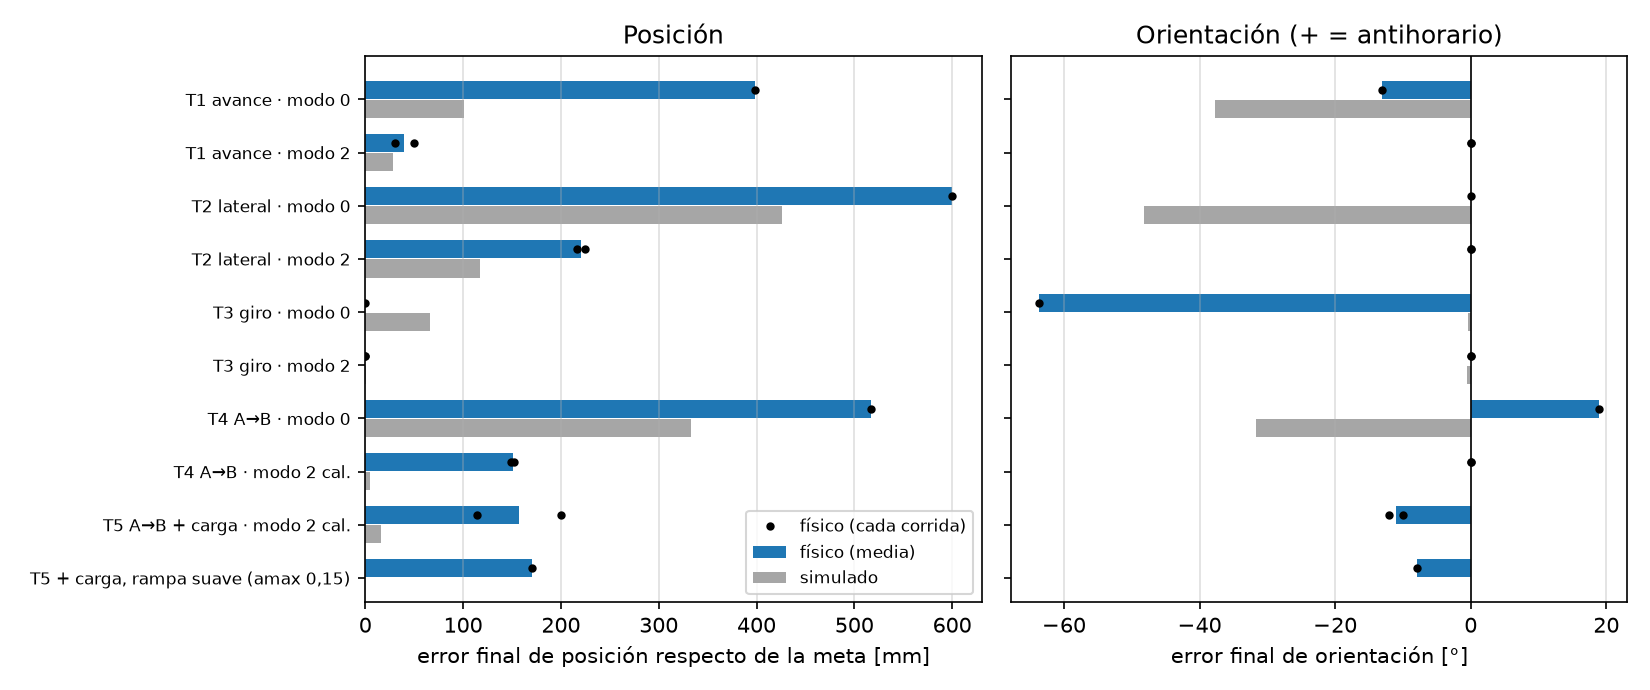 Posición
Orientación (+ = antihorario)
T1 avance · modo 0
T1 avance · modo 2
T2 lateral · modo 0
T2 lateral · modo 2
T3 giro · modo 0
T3 giro · modo 2
T4 A→B · modo 0
T4 A→B · modo 2 cal.
T5 A→B + carga · modo 2 cal.
T5 + carga, rampa suave (amax 0,15)
físico (cada corrida)
físico (media)
simulado
0 100 200 300 400 500 600
−60 −40 −20 0 20
error final de posición respecto de la meta [mm]
error final de orientación [°]